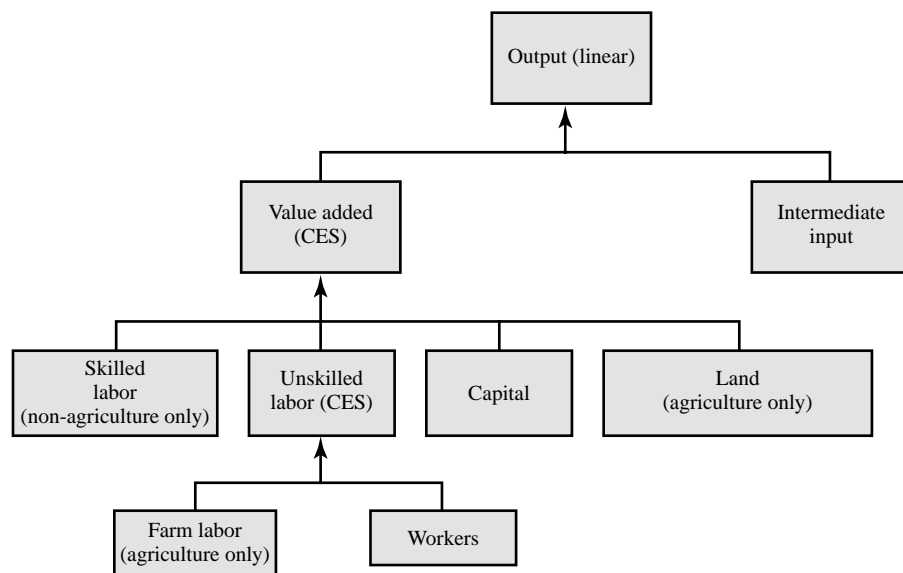 Output (linear)
Value added
(CES)
Intermediate
input
Skilled
labor
(non-agriculture only)
Unskilled
labor (CES)
Capital
Land
(agriculture only)
Farm labor
(agriculture only)
Workers